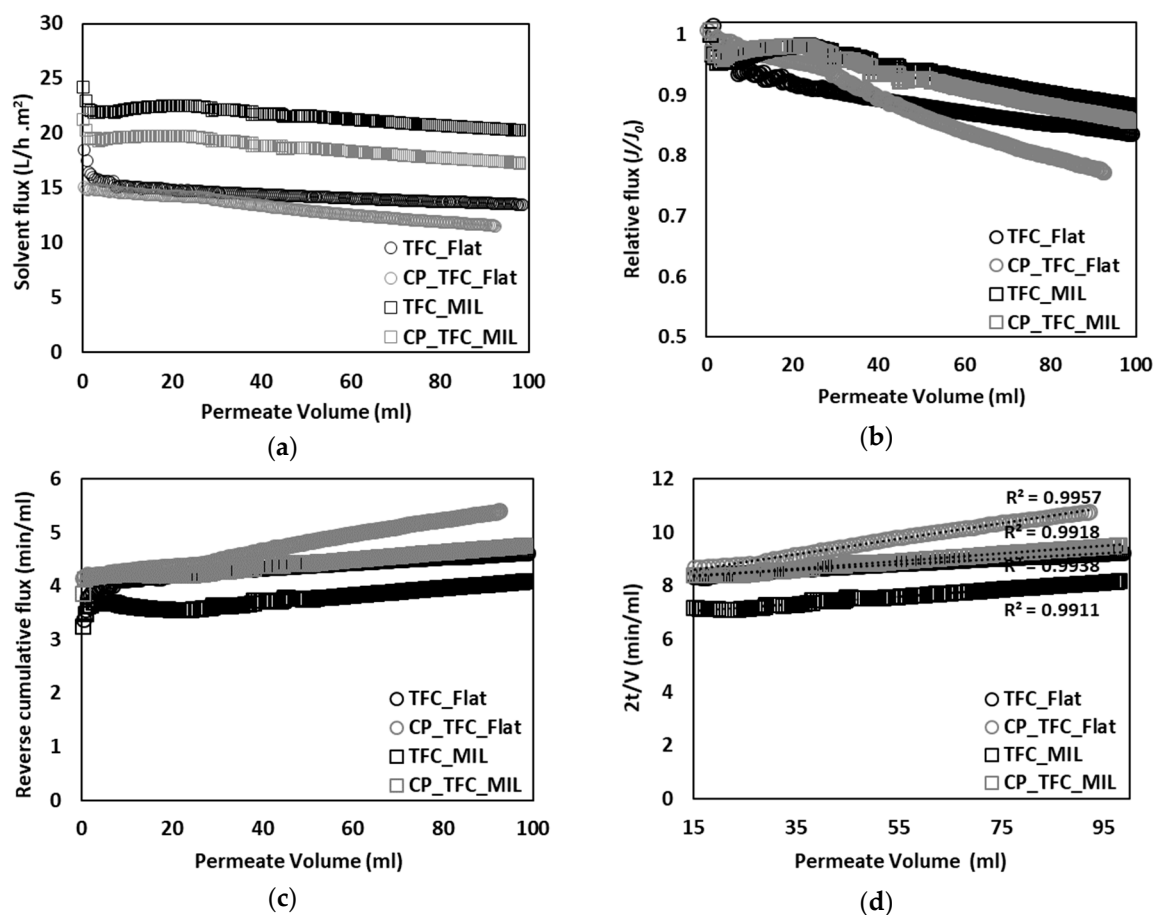 30
25
20
15
10
5
0
Solvent flux (L/h .m²)
TFC_Flat
CP_TFC_Flat
TFC_MIL
CP_TFC_MIL
0 20 40 60 80 100
Permeate Volume (ml)
(a)
1
0.9
0.8
0.7
0.6
0.5
Relative flux (J/J₀)
TFC_Flat
CP_TFC_Flat
TFC_MIL
CP_TFC_MIL
0 20 40 60 80 100
Permeate Volume (ml)
(b)
6
5
4
3
2
1
0
Reverse cumulative flux (min/ml)
TFC_Flat
CP_TFC_Flat
TFC_MIL
CP_TFC_MIL
0 20 40 60 80 100
Permeate Volume (ml)
(c)
12
10
8
6
4
2
0
2t/V (min/ml)
R² = 0.9957
R² = 0.9918
R² = 0.9938
R² = 0.9911
TFC_Flat
CP_TFC_Flat
TFC_MIL
CP_TFC_MIL
15 35 55 75 95
Permeate Volume (ml)
(d)